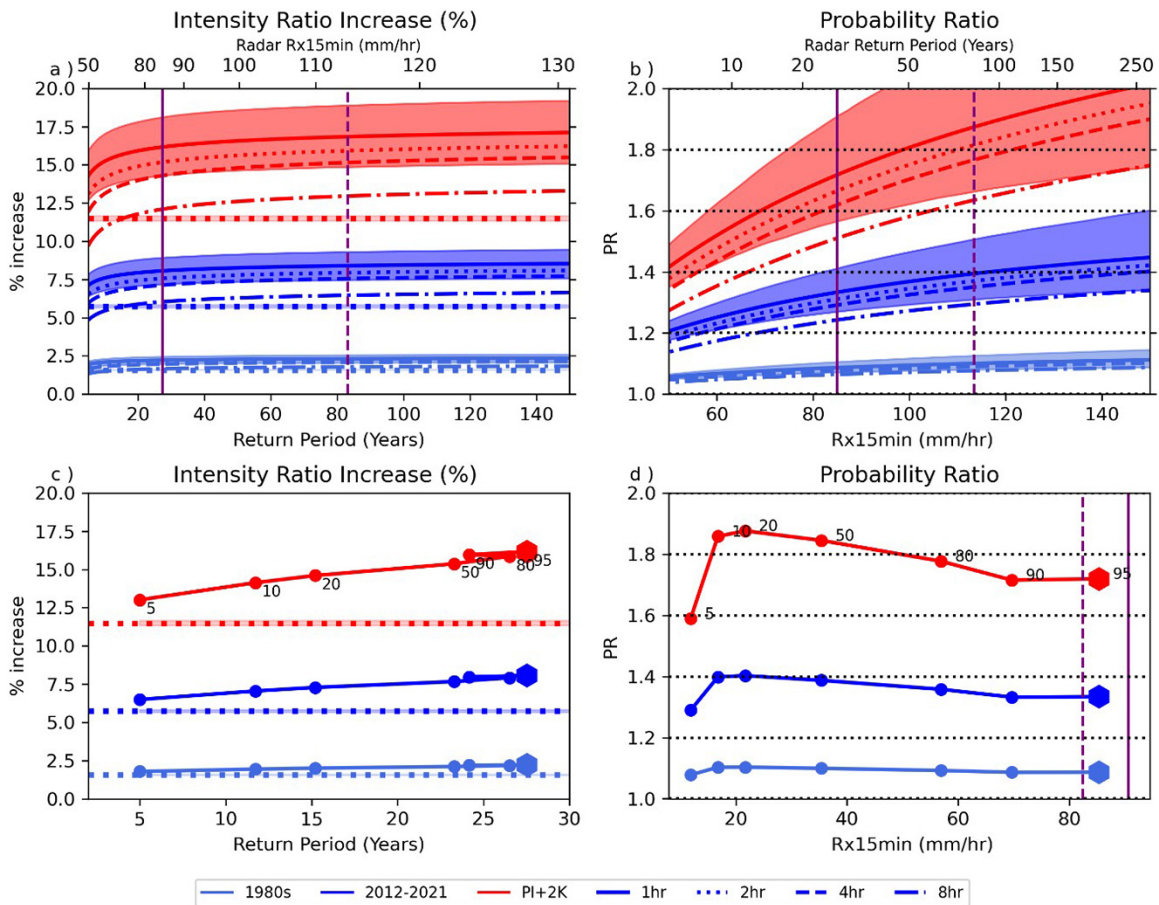 Intensity Ratio Increase (%)
Radar Rx15min (mm/hr)
a )
50 80 90 100 110 120 130
20.0
17.5
15.0
12.5
10.0
7.5
5.0
2.5
0.0
% increase
20 40 60 80 100 120 140
Return Period (Years)
Probability Ratio
Radar Return Period (Years)
b )
10 20 50 100 150 250
2.0
1.8
1.6
1.4
1.2
1.0
PR
60 80 100 120 140
Rx15min (mm/hr)
Intensity Ratio Increase (%)
c )
20.0
17.5
15.0
12.5
10.0
7.5
5.0
2.5
0.0
% increase
5 10 20 50 90 80 95
5 10 15 20 25 30
Return Period (Years)
Probability Ratio
d )
2.0
1.8
1.6
1.4
1.2
1.0
PR
5 10 20 50 80 90 95
20 40 60 80
Rx15min (mm/hr)
1980s 2012-2021 PI+2K 1hr 2hr 4hr 8hr